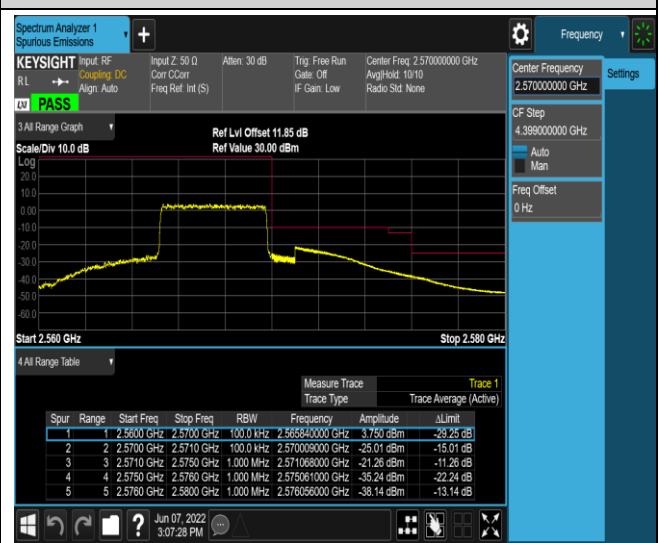 Spectrum Analyzer 1
Spurious Emissions
Frequency
KEYSIGHT Input: RF Input Z: 50 Ω Atten: 30 dB Trig: Free Run Center Freq: 2.570000000 GHz
RL Coupling: DC Corr CCorr Gate: Off Avg|Hold: 10/10
Align: Auto Freq Ref: Int (S) IF Gain: Low Radio Std: None
LXI PASS
Center Frequency
2.570000000 GHz
Settings
CF Step
4.399000000 GHz
Auto
Man
Freq Offset
0 Hz
3 All Range Graph
Ref Lvl Offset 11.85 dB
Scale/Div 10.0 dB Ref Value 30.00 dBm
Log
20.0
10.0
0.00
-10.0
-20.0
-30.0
-40.0
-50.0
-60.0
Start 2.560 GHz Stop 2.580 GHz
4 All Range Table
Measure Trace Trace 1
Trace Type Trace Average (Active)
Spur Range Start Freq Stop Freq RBW Frequency Amplitude ΔLimit
1 1 2.5600 GHz 2.5700 GHz 100.0 kHz 2.565840000 GHz 3.750 dBm -29.25 dB
2 2 2.5700 GHz 2.5710 GHz 100.0 kHz 2.570009000 GHz -25.01 dBm -15.01 dB
3 3 2.5710 GHz 2.5750 GHz 1.000 MHz 2.571068000 GHz -21.26 dBm -11.26 dB
4 4 2.5750 GHz 2.5760 GHz 1.000 MHz 2.575061000 GHz -35.24 dBm -22.24 dB
5 5 2.5760 GHz 2.5800 GHz 1.000 MHz 2.576056000 GHz -38.14 dBm -13.14 dB
Jun 07, 2022
3:07:28 PM